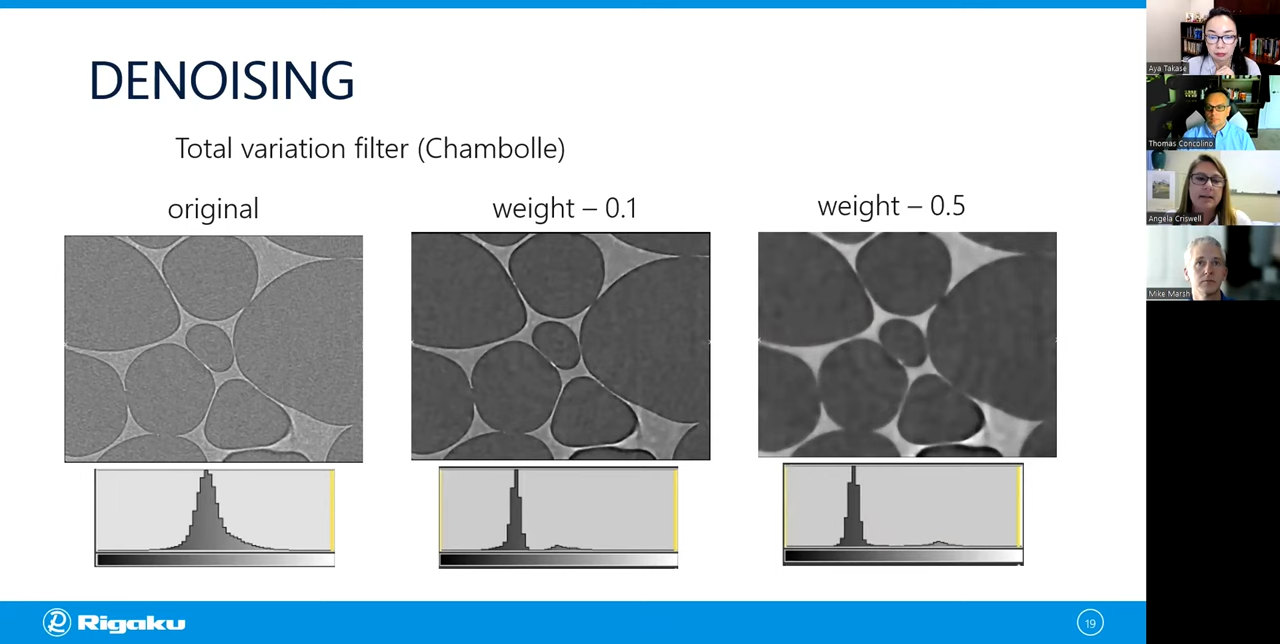 DENOISING
Total variation filter (Chambolle)
original
weight – 0.1
weight – 0.5
Rigaku
19
Aya Takase
Thomas Concolino
Angela Criswell
Mike Marsh